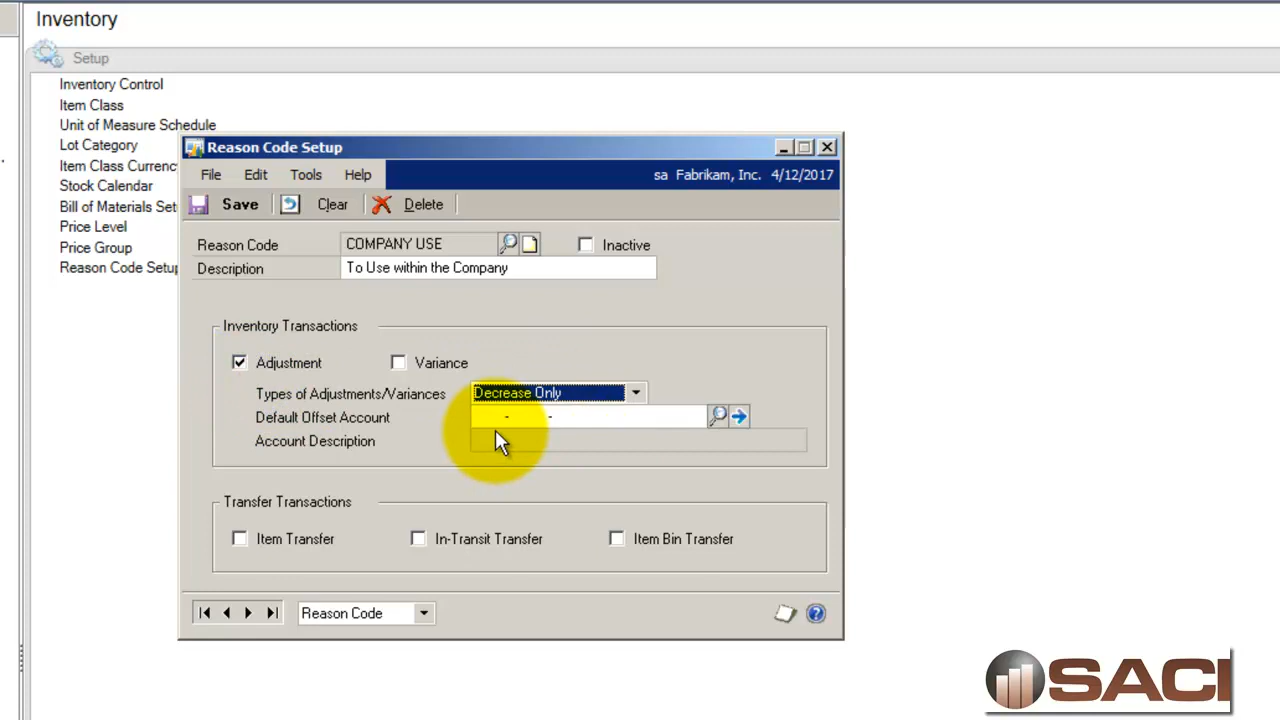 Inventory
Setup
Inventory Control
Item Class
Unit of Measure Schedule
Lot Category
Item Class Currenc
Stock Calendar
Bill of Materials Set
Price Level
Price Group
Reason Code Setup
Reason Code Setup
File Edit Tools Help sa Fabrikam, Inc. 4/12/2017
Save Clear Delete
Reason Code COMPANY USE Inactive
Description To Use within the Company
Inventory Transactions
Adjustment Variance
Types of Adjustments/Variances Decrease Only
Default Offset Account - -
Account Description
Transfer Transactions
Item Transfer In-Transit Transfer Item Bin Transfer
Reason Code
SACI